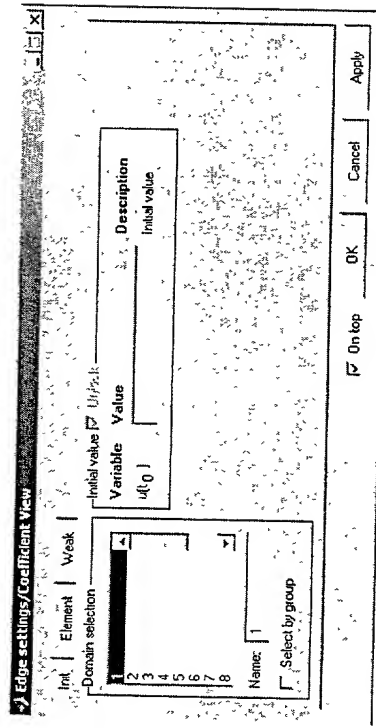 Edge settings/Coefficient View
Init Element Weak
Domain selection
1
2
3
4
5
6
7
8
Name: 1
Select by group
Initial value
Variable Value Description
u(t0) Initial value
On top OK Cancel Apply